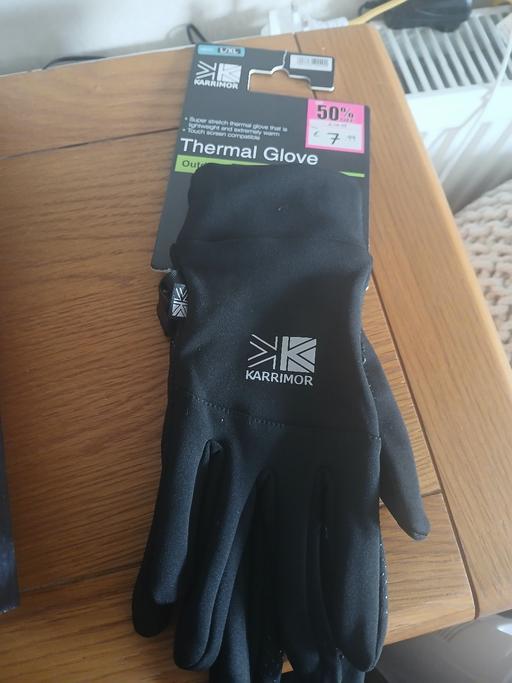 L/XL
KARRIMOR
50%
£ 7.99
• Super stretch thermal glove that is
lightweight and extremely warm
• Touch screen compatible
Thermal Glove
KARRIMOR